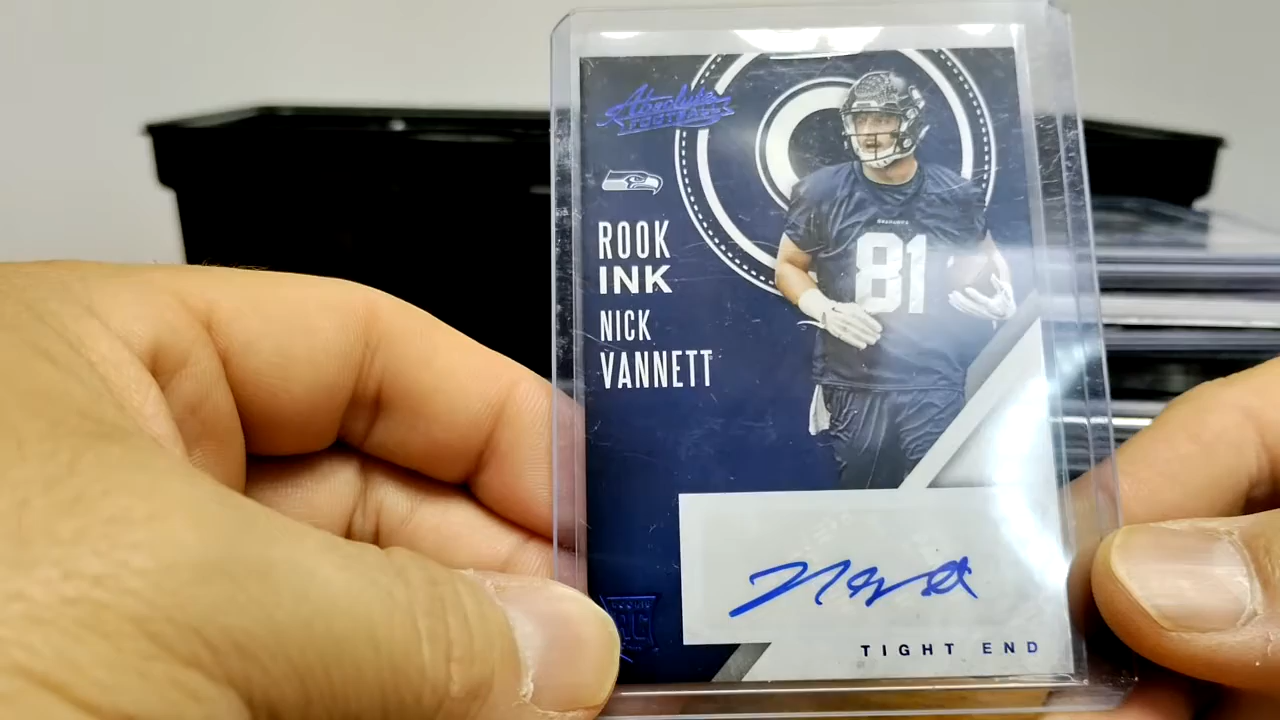 Absolute
FOOTBALL
ROOK
INK
NICK
VANNETT
81
TIGHT END